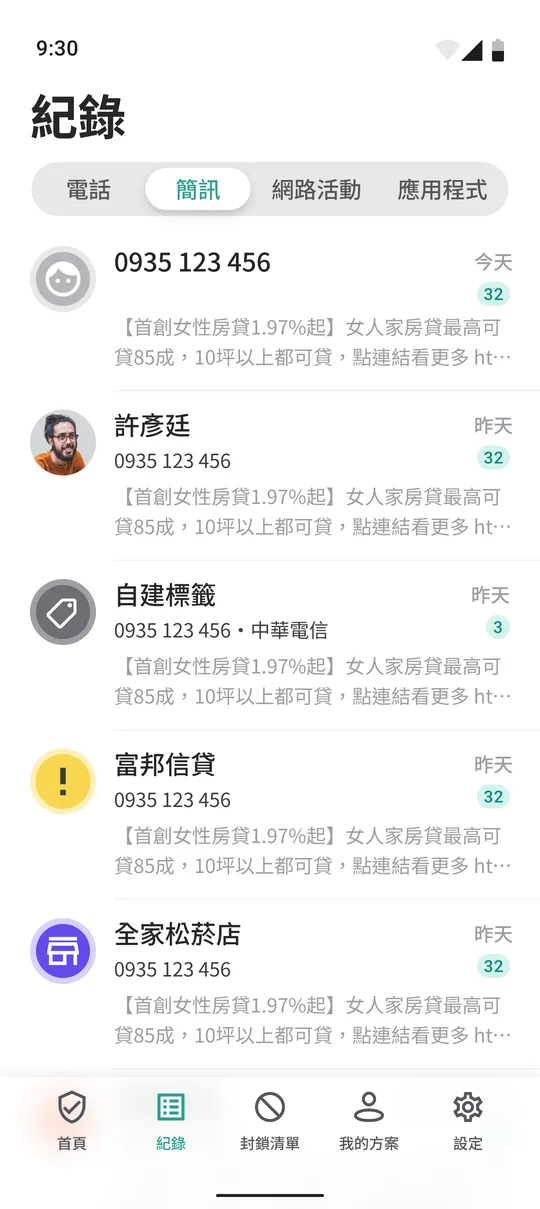 9:30
紀錄
電話 簡訊 網路活動 應用程式
0935 123 456 今天
32
【首創女性房貸1.97%起】女人家房貸最高可
貸85成，10坪以上都可貸，點連結看更多 ht…
許彥廷 昨天
0935 123 456 32
【首創女性房貸1.97%起】女人家房貸最高可
貸85成，10坪以上都可貸，點連結看更多 ht…
自建標籤 昨天
0935 123 456・中華電信 3
【首創女性房貸1.97%起】女人家房貸最高可
貸85成，10坪以上都可貸，點連結看更多 ht…
富邦信貸 昨天
0935 123 456 32
【首創女性房貸1.97%起】女人家房貸最高可
貸85成，10坪以上都可貸，點連結看更多 ht…
全家松菸店 昨天
0935 123 456 32
【首創女性房貸1.97%起】女人家房貸最高可
貸85成，10坪以上都可貸，點連結看更多 ht…
首頁 紀錄 封鎖清單 我的方案 設定